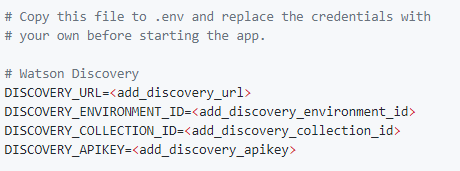 # Copy this file to .env and replace the credentials with
# your own before starting the app.
# Watson Discovery
DISCOVERY_URL=<add_discovery_url>
DISCOVERY_ENVIRONMENT_ID=<add_discovery_environment_id>
DISCOVERY_COLLECTION_ID=<add_discovery_collection_id>
DISCOVERY_APIKEY=<add_discovery_apikey>